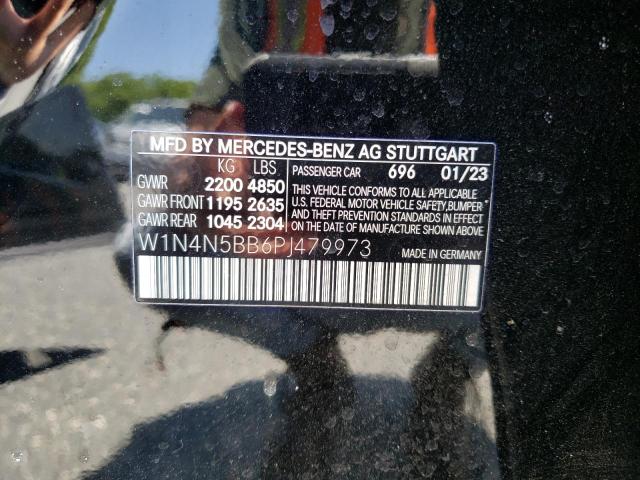 MFD BY MERCEDES-BENZ AG STUTTGART
KG LBS
GVWR 2200 4850
GAWR FRONT 1195 2635
GAWR REAR 1045 2304
PASSENGER CAR 696 01/23
THIS VEHICLE CONFORMS TO ALL APPLICABLE
U.S. FEDERAL MOTOR VEHICLE SAFETY, BUMPER
AND THEFT PREVENTION STANDARDS IN EFFECT
ON THE DATE OF MANUFACTURE SHOWN ABOVE.
W1N4N5BB6PJ479973
MADE IN GERMANY